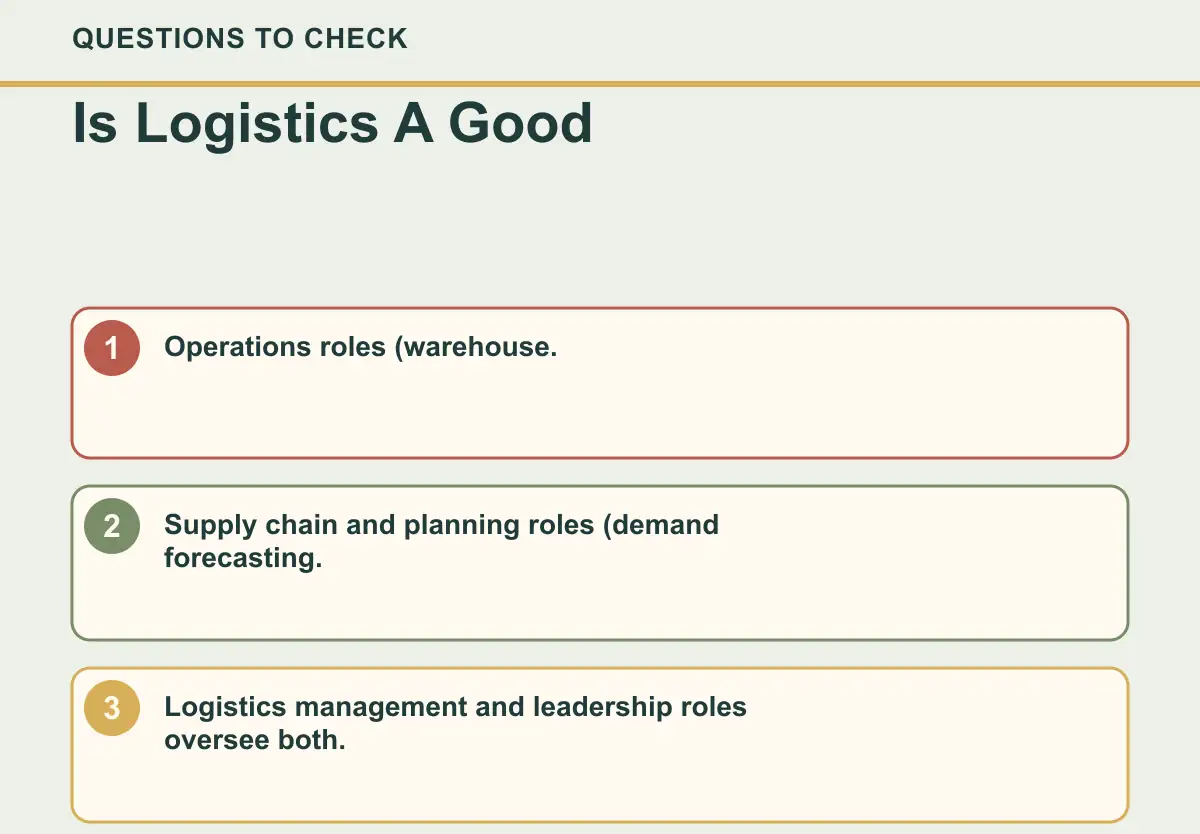 QUESTIONS TO CHECK
Is Logistics A Good
1
Operations roles (warehouse.
2
Supply chain and planning roles (demand
forecasting.
3
Logistics management and leadership roles
oversee both.